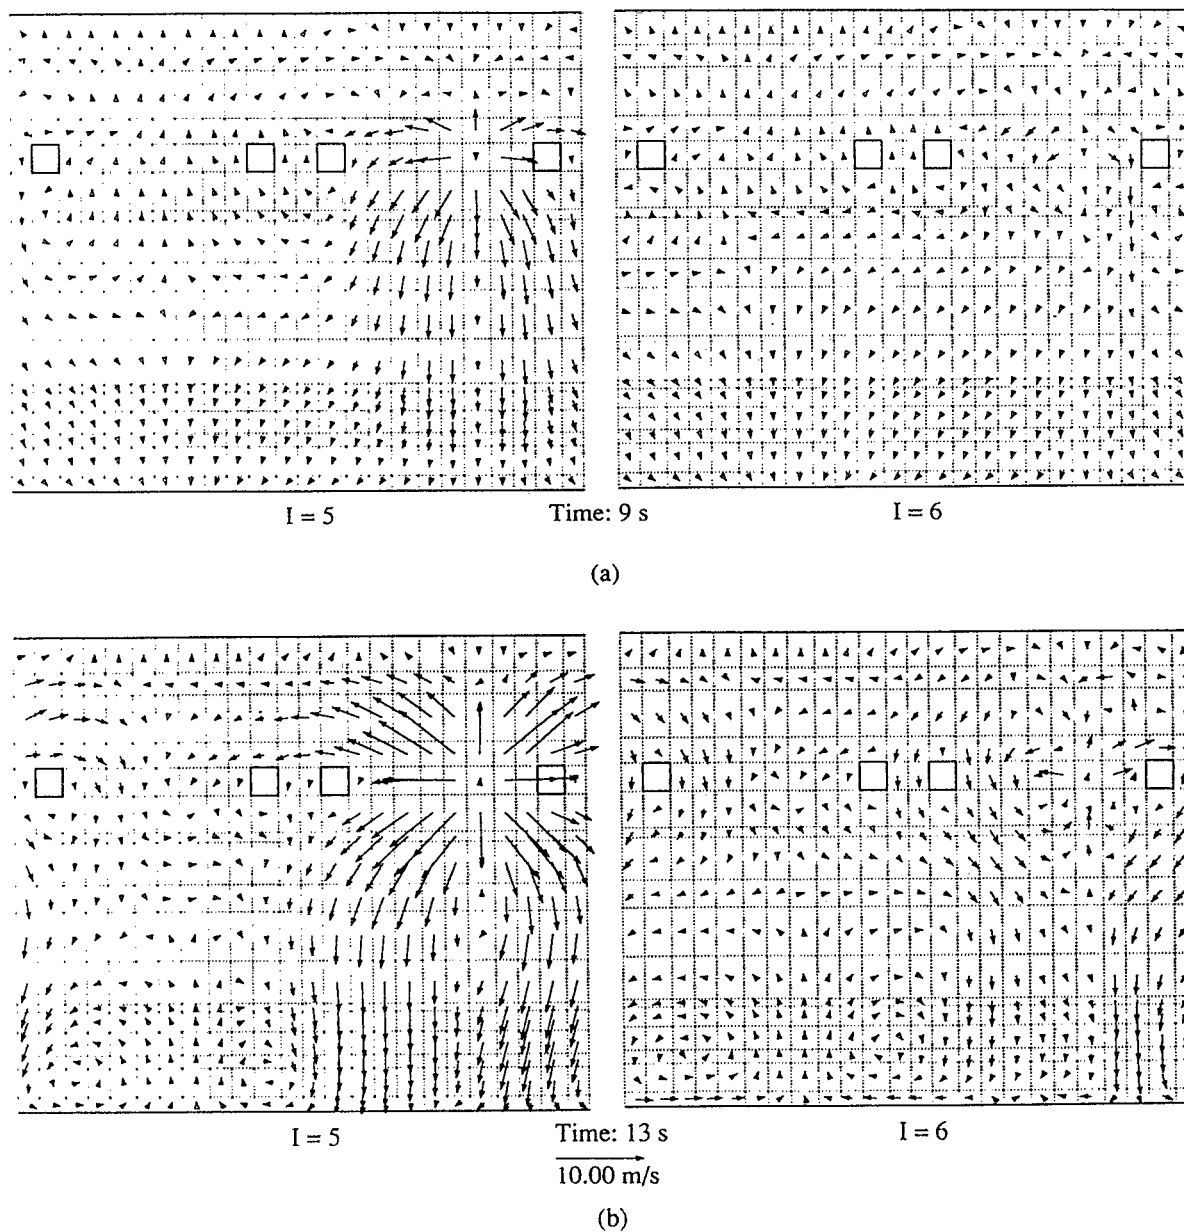 I = 5 Time: 9 s I = 6
(a)
I = 5 Time: 13 s I = 6
10.00 m/s
(b)